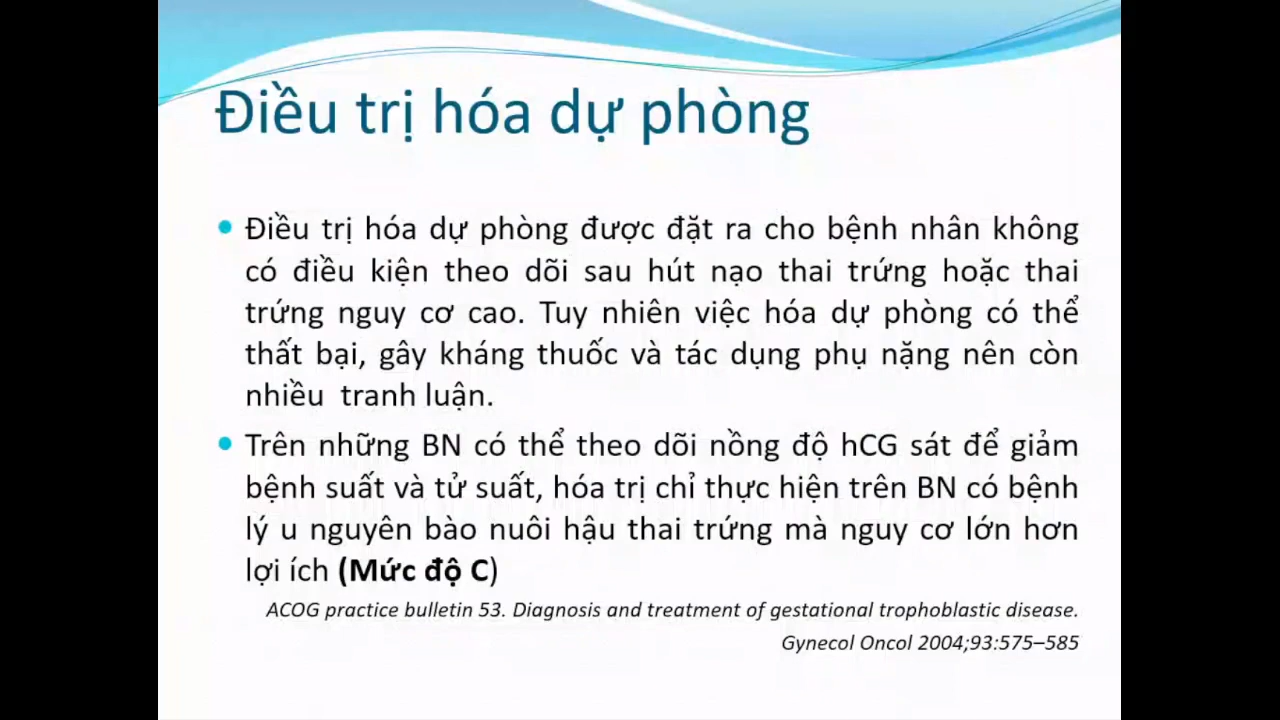 Điều trị hóa dự phòng
Điều trị hóa dự phòng được đặt ra cho bệnh nhân không
có điều kiện theo dõi sau hút nạo thai trứng hoặc thai
trứng nguy cơ cao. Tuy nhiên việc hóa dự phòng có thể
thất bại, gây kháng thuốc và tác dụng phụ nặng nên còn
nhiều tranh luận.
Trên những BN có thể theo dõi nồng độ hCG sát để giảm
bệnh suất và tử suất, hóa trị chỉ thực hiện trên BN có bệnh
lý u nguyên bào nuôi hậu thai trứng mà nguy cơ lớn hơn
lợi ích (Mức độ C)
ACOG practice bulletin 53. Diagnosis and treatment of gestational trophoblastic disease.
Gynecol Oncol 2004;93:575–585